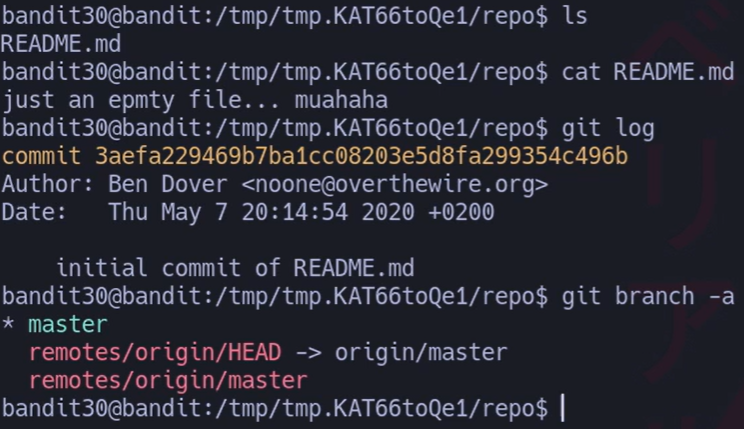 bandit30@bandit:/tmp/tmp.KAT66toQe1/repo$ ls
README.md
bandit30@bandit:/tmp/tmp.KAT66toQe1/repo$ cat README.md
just an epmty file... muahaha
bandit30@bandit:/tmp/tmp.KAT66toQe1/repo$ git log
commit 3aefa229469b7ba1cc08203e5d8fa299354c496b
Author: Ben Dover <noone@overthewire.org>
Date:   Thu May 7 20:14:54 2020 +0200

    initial commit of README.md
bandit30@bandit:/tmp/tmp.KAT66toQe1/repo$ git branch -a
* master
  remotes/origin/HEAD -> origin/master
  remotes/origin/master
bandit30@bandit:/tmp/tmp.KAT66toQe1/repo$